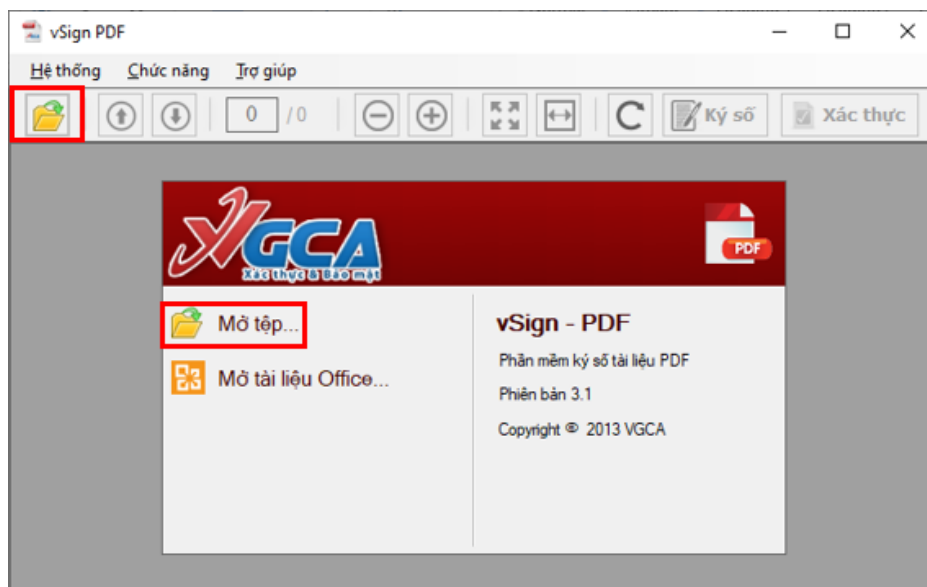 vSign PDF
Hệ thống Chức năng Trợ giúp
0 / 0 Ký số Xác thực
VGCA
Xác thực & Bảo mật
PDF
Mở tệp...
Mở tài liệu Office...
vSign - PDF
Phần mềm ký số tài liệu PDF
Phiên bản 3.1
Copyright © 2013 VGCA